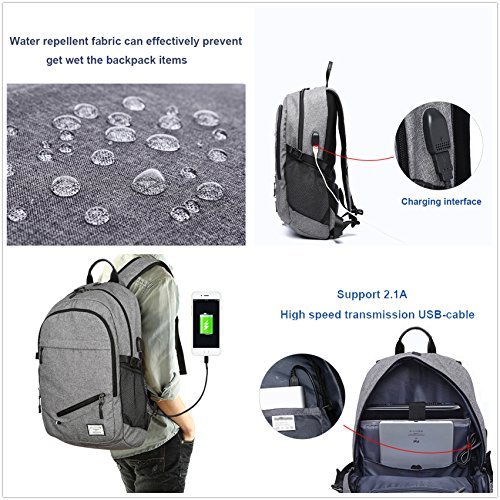 Water repellent fabric can effectively prevent
get wet the backpack items
Charging interface
Support 2.1A
High speed transmission USB-cable